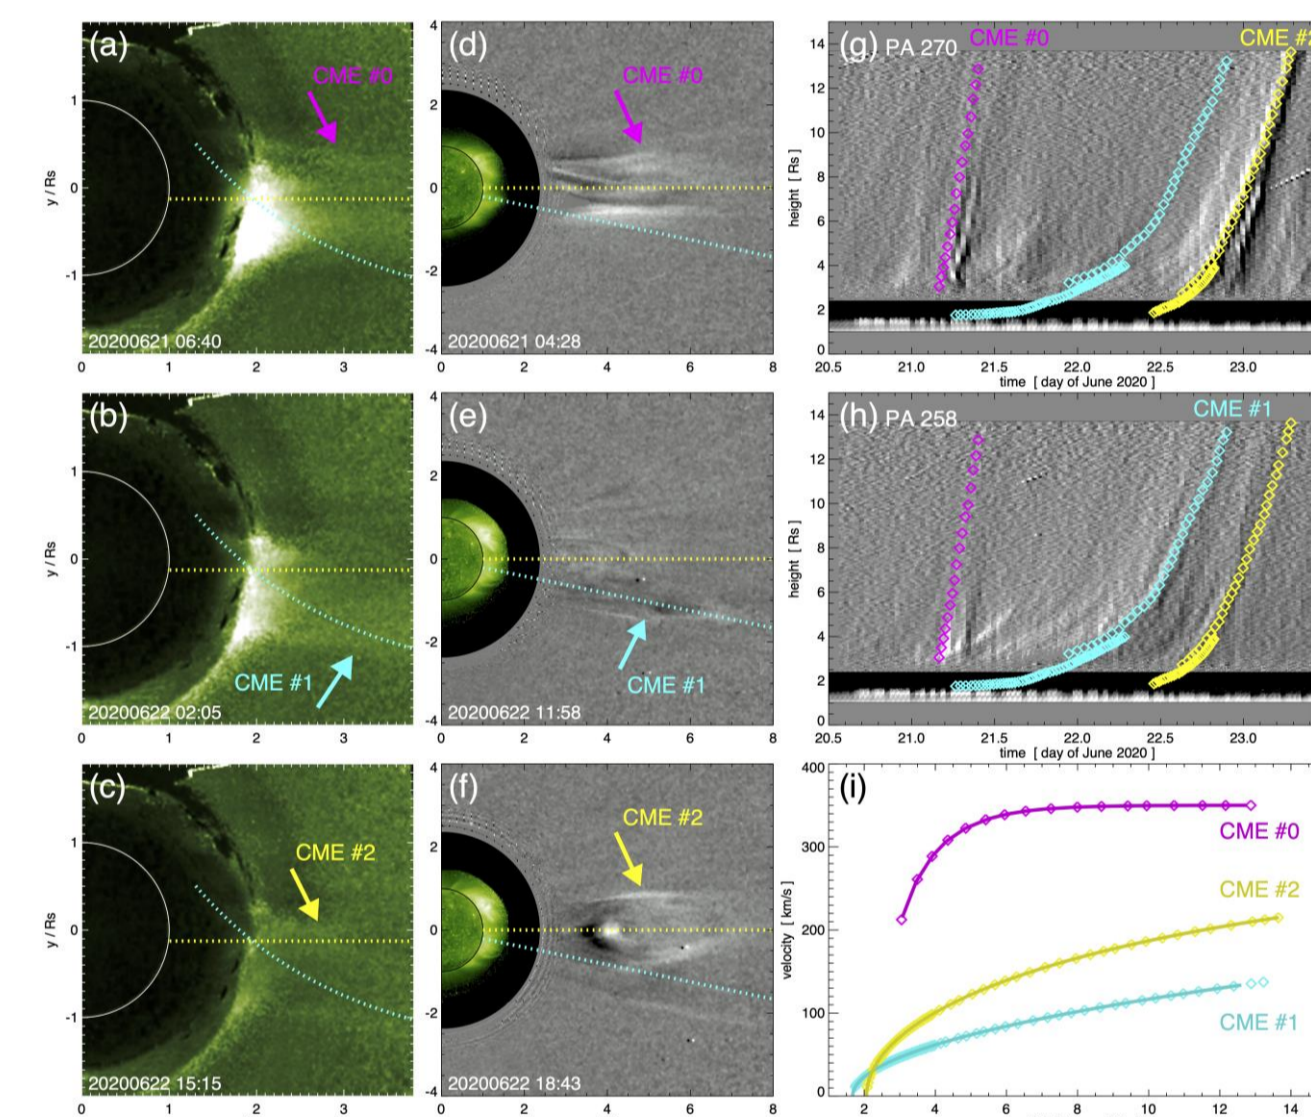 (a)
CME #0
20200621 06:40
y / Rs
1
0
-1
0 1 2 3
(d)
CME #0
20200621 04:28
4
2
0
-2
-4
0 2 4 6 8
(g) PA 270
CME #0
CME #2
height [ Rs ]
14
12
10
8
6
4
2
0
20.5 21.0 21.5 22.0 22.5 23.0
time [ day of June 2020 ]
(b)
CME #1
20200622 02:05
y / Rs
1
0
-1
0 1 2 3
(e)
CME #1
20200622 11:58
4
2
0
-2
-4
0 2 4 6 8
(h) PA 258
CME #1
height [ Rs ]
14
12
10
8
6
4
2
0
20.5 21.0 21.5 22.0 22.5 23.0
time [ day of June 2020 ]
(c)
CME #2
20200622 15:15
y / Rs
1
0
-1
0 1 2 3
(f)
CME #2
20200622 18:43
4
2
0
-2
-4
0 2 4 6 8
(i)
CME #0
CME #2
CME #1
velocity [ km/s ]
400
300
200
100
0
2 4 6 8 10 12 14